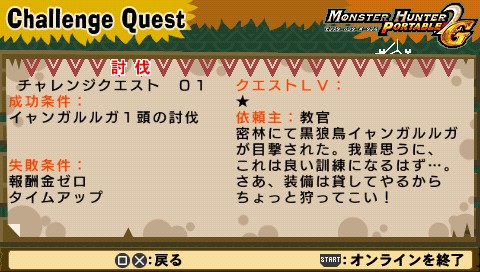 Challenge Quest
MONSTER HUNTER
PORTABLE 2nd G
討伐
チャレンジクエスト ０１
成功条件：
イャンガルルガ１頭の討伐
失敗条件：
報酬金ゼロ
タイムアップ
クエストＬＶ：
★
依頼主：教官
密林にて黒狼鳥イャンガルルガ
が目撃された。我輩思うに、
これは良い訓練になるはず…。
さあ、装備は貸してやるから
ちょっと狩ってこい！
□×：戻る
START：オンラインを終了